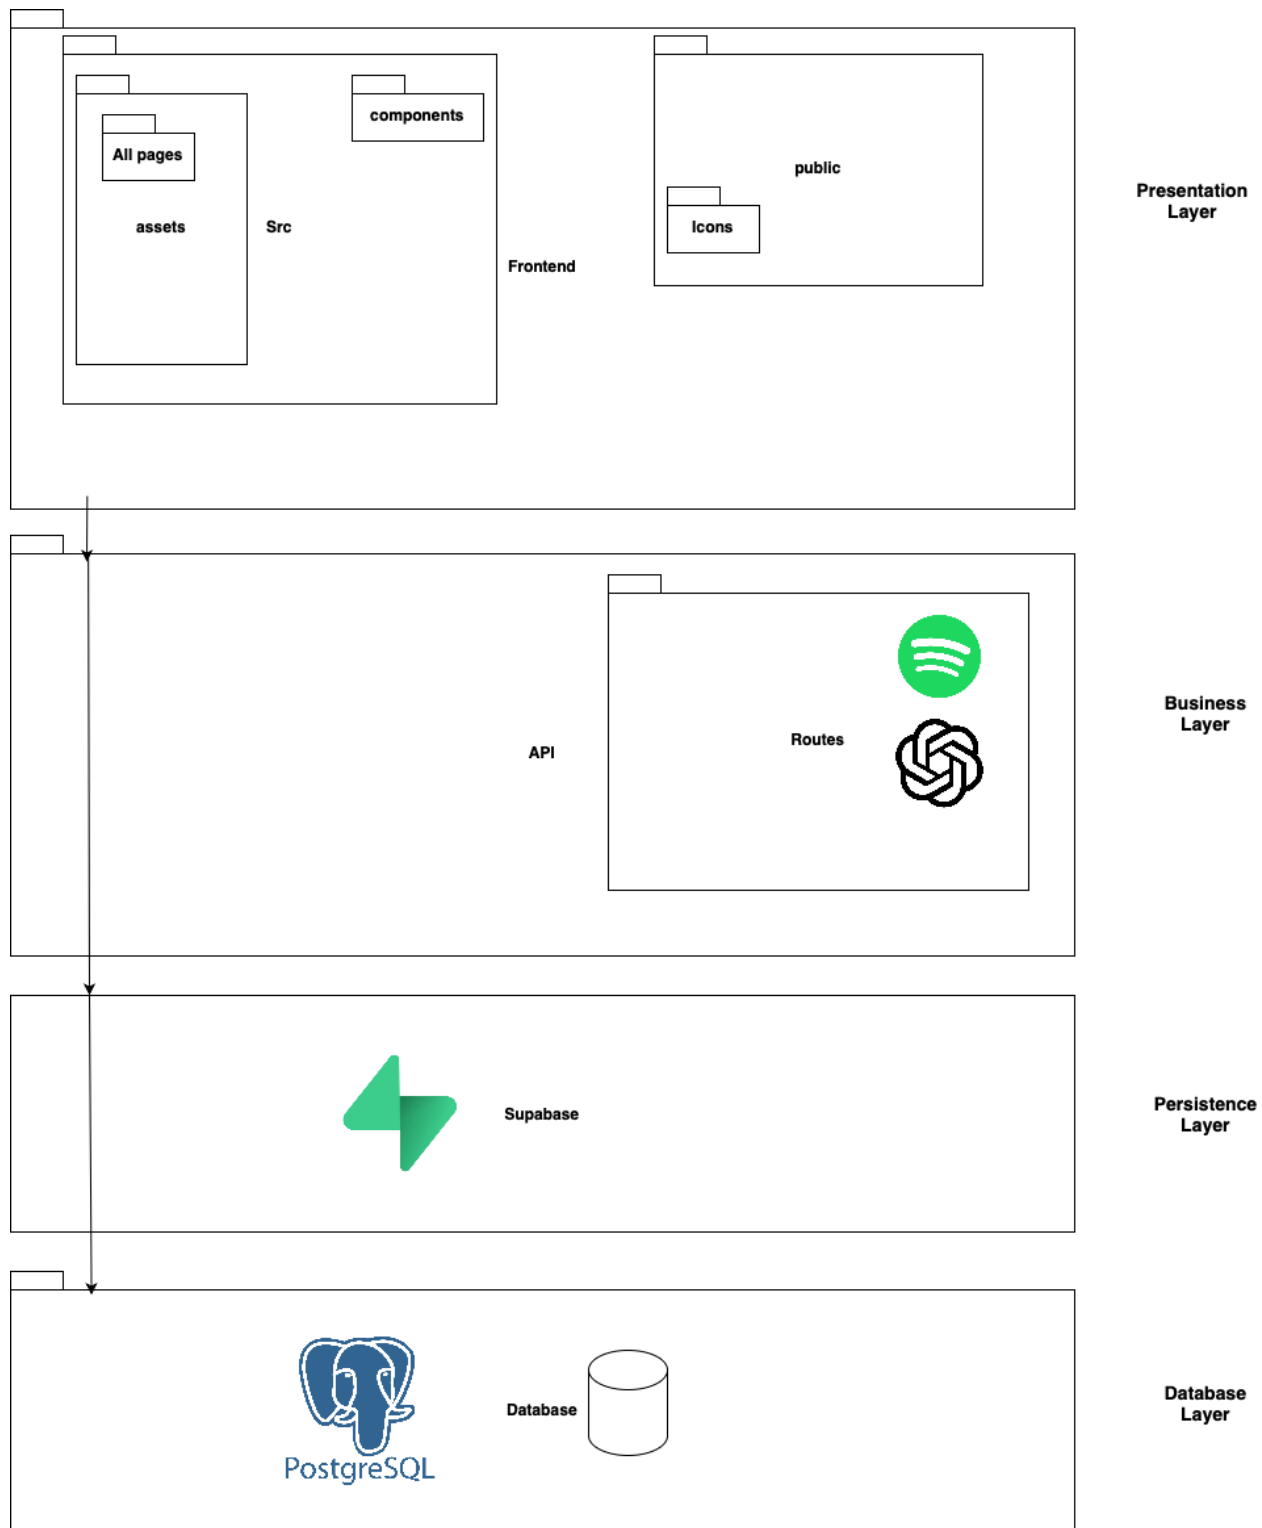 components
All pages
public
Presentation
Layer
assets
Src
Icons
Frontend
Business
Layer
Routes
API
Persistence
Layer
Supabase
Database
Layer
Database
PostgreSQL